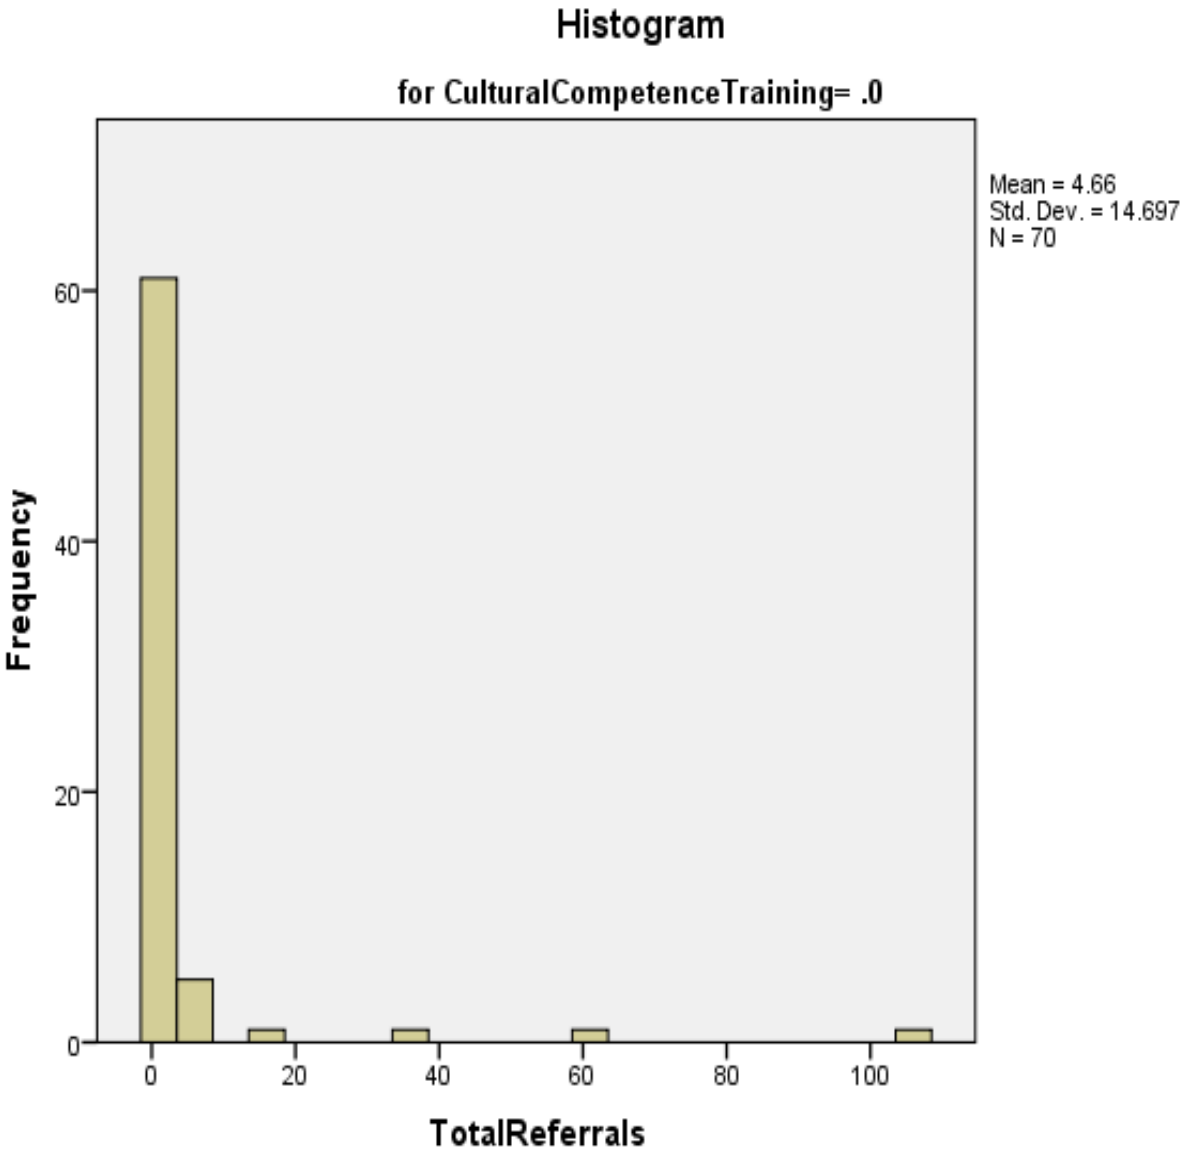 Histogram
for CulturalCompetenceTraining= .0
Mean = 4.66
Std. Dev. = 14.697
N = 70
Frequency
60
40
20
0
0 20 40 60 80 100
TotalReferrals